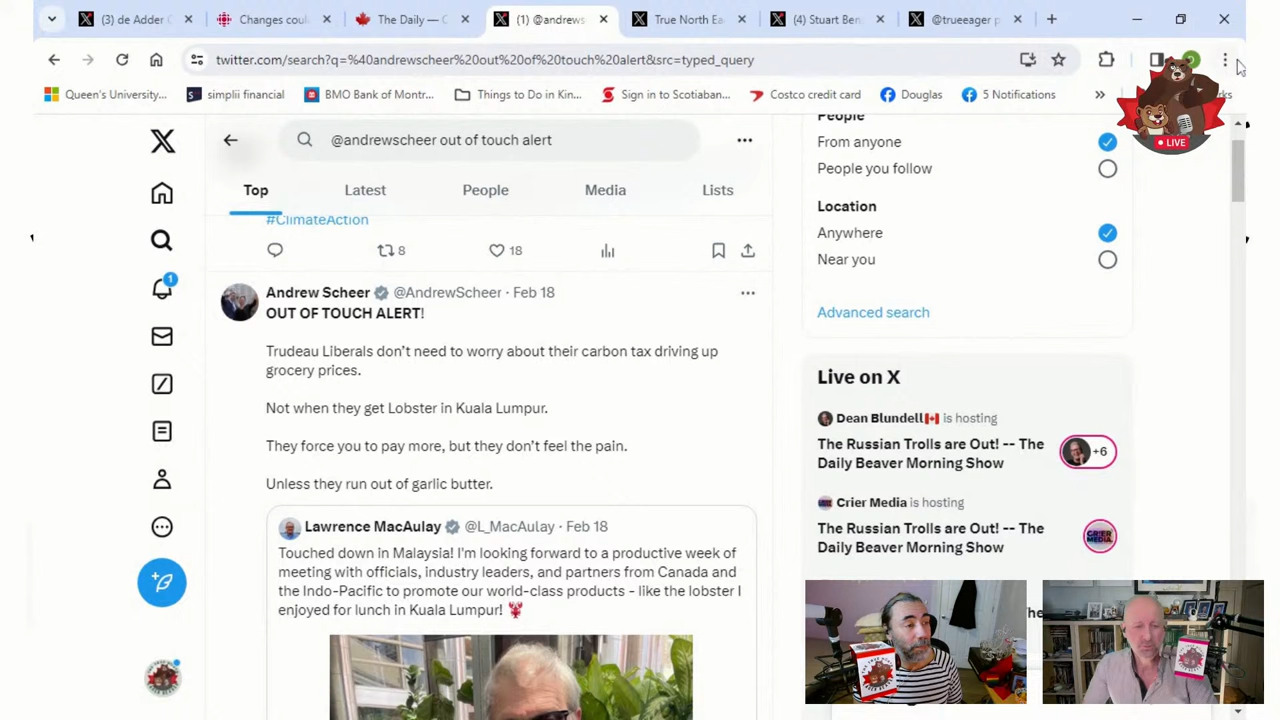 (3) de Adder C
Changes coul
The Daily — C
(1) @andrews
True North Ea
(4) Stuart Ben
@trueeager p
twitter.com/search?q=%40andrewscheer%20out%20of%20touch%20alert&src=typed_query
Queen's University...
simplii financial
BMO Bank of Montr...
Things to Do in Kin...
Sign in to Scotiaban...
Costco credit card
Douglas
5 Notifications
»
LIVE
@andrewscheer out of touch alert
Top
Latest
People
Media
Lists
#ClimateAction
8
18
Andrew Scheer @AndrewScheer · Feb 18
OUT OF TOUCH ALERT!
Trudeau Liberals don’t need to worry about their carbon tax driving up
grocery prices.
Not when they get Lobster in Kuala Lumpur.
They force you to pay more, but they don’t feel the pain.
Unless they run out of garlic butter.
Lawrence MacAulay @L_MacAulay · Feb 18
Touched down in Malaysia! I'm looking forward to a productive week of
meeting with officials, industry leaders, and partners from Canada and
the Indo-Pacific to promote our world-class products - like the lobster I
enjoyed for lunch in Kuala Lumpur!
1
People
From anyone
People you follow
Location
Anywhere
Near you
Advanced search
Live on X
Dean Blundell is hosting
The Russian Trolls are Out! -- The
Daily Beaver Morning Show
+6
Crier Media is hosting
The Russian Trolls are Out! -- The
Daily Beaver Morning Show
CRIER
MEDIA